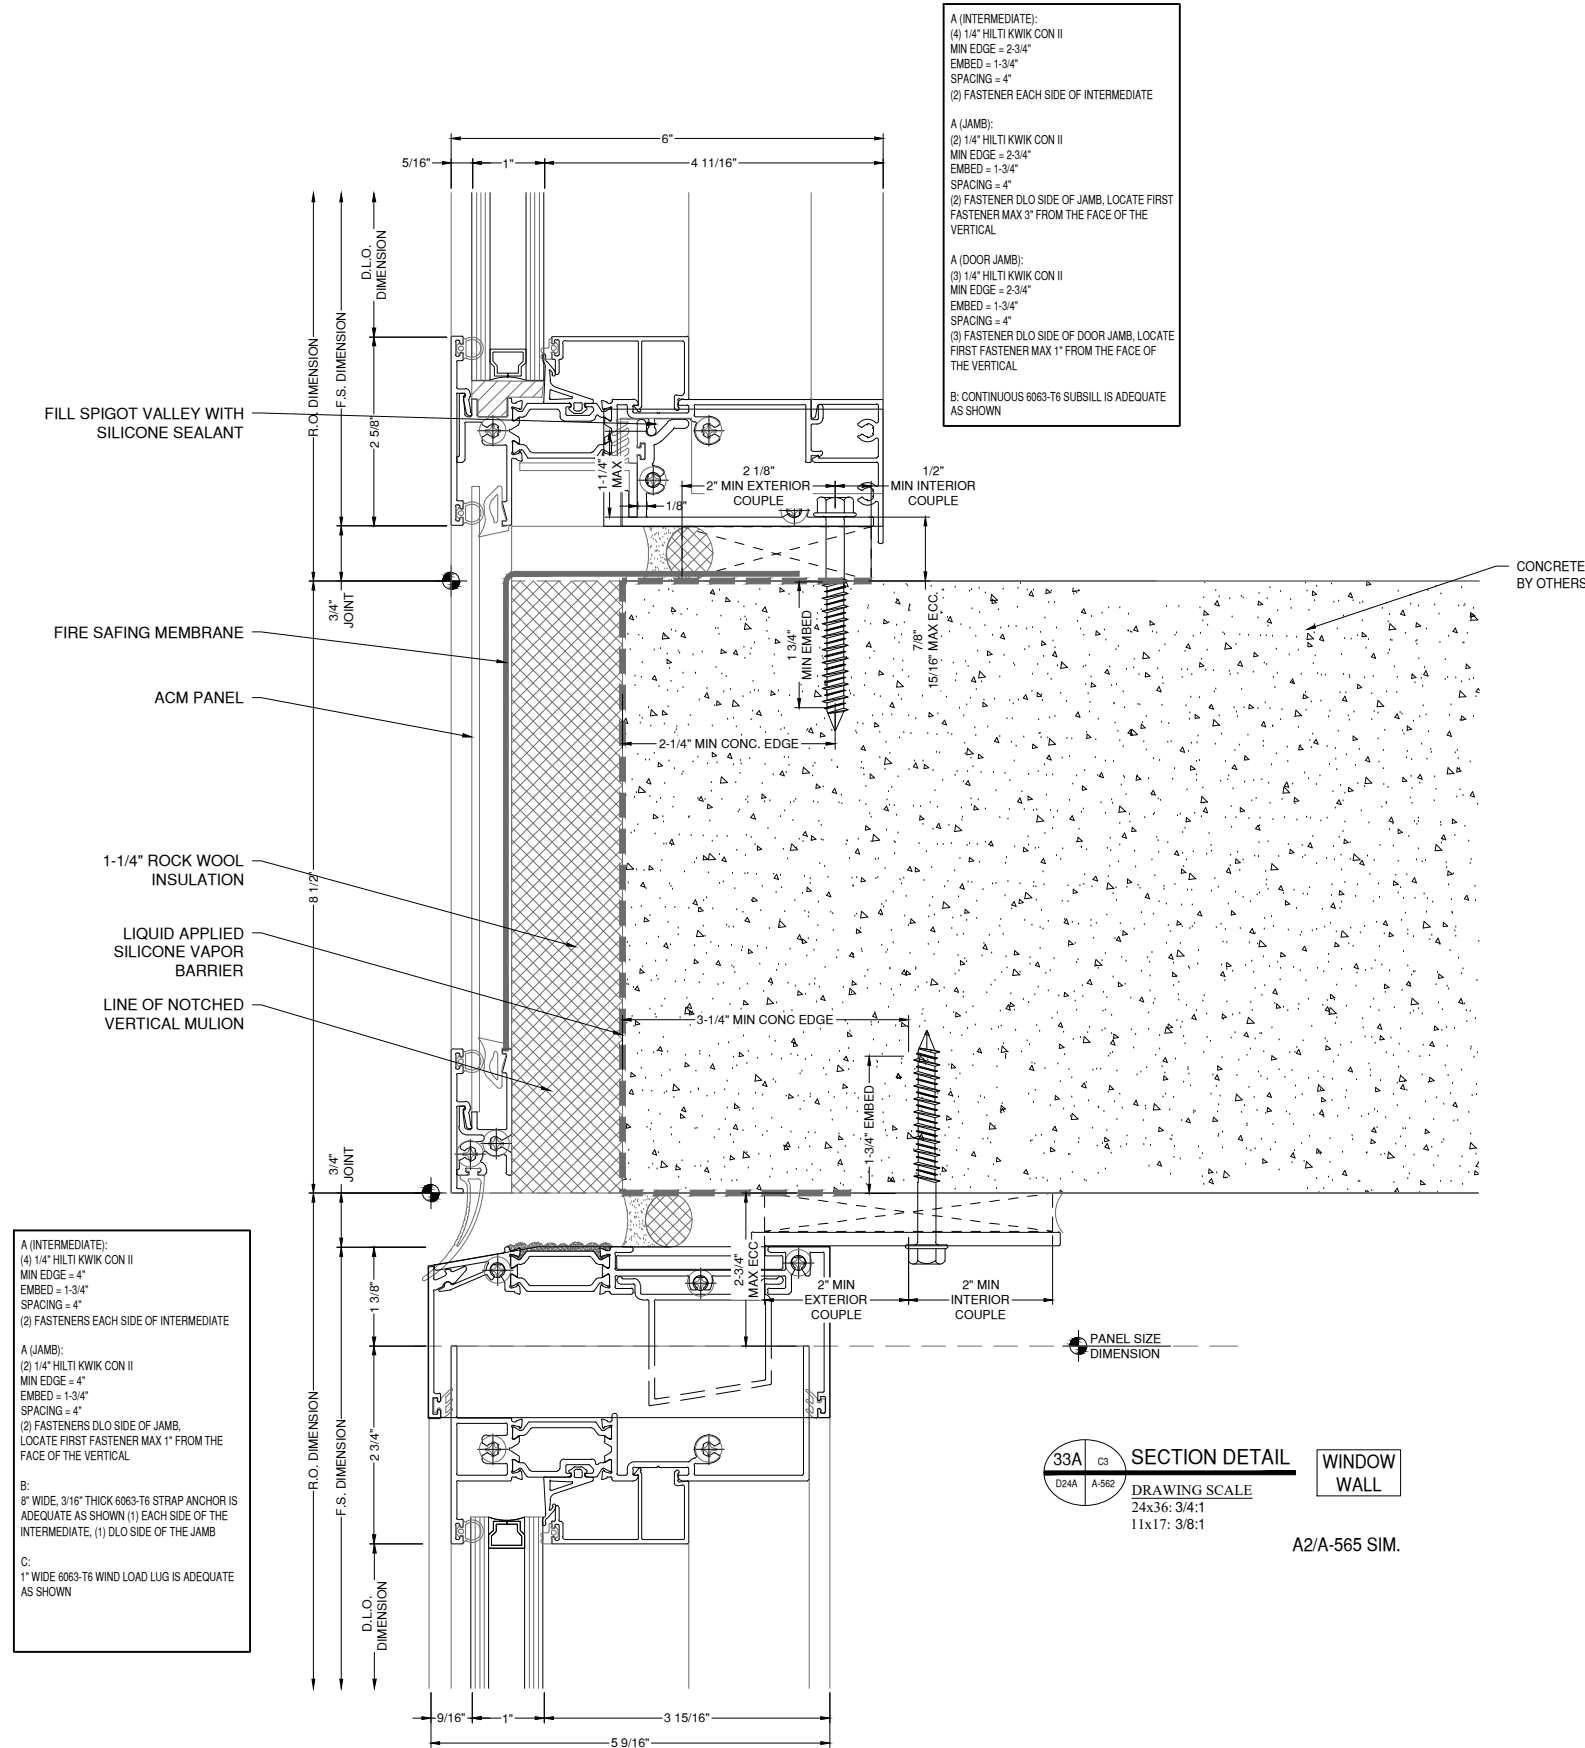 A (INTERMEDIATE):
(4) 1/4" HILTI KWIK CON II
MIN EDGE = 2-3/4"
EMBED = 1-3/4"
SPACING = 4"
(2) FASTENER EACH SIDE OF INTERMEDIATE
A (JAMB):
(2) 1/4" HILTI KWIK CON II
MIN EDGE = 2-3/4"
EMBED = 1-3/4"
SPACING = 4"
(2) FASTENER DLO SIDE OF JAMB, LOCATE FIRST
FASTENER MAX 3" FROM THE FACE OF THE
VERTICAL
A (DOOR JAMB):
(3) 1/4" HILTI KWIK CON II
MIN EDGE = 2-3/4"
EMBED = 1-3/4"
SPACING = 4"
(3) FASTENER DLO SIDE OF DOOR JAMB, LOCATE
FIRST FASTENER MAX 1" FROM THE FACE OF
THE VERTICAL
B: CONTINUOUS 6063-T6 SUBSILL IS ADEQUATE
AS SHOWN
6"
5/16"
1"
4 11/16"
R.O. DIMENSION
F.S. DIMENSION
D.L.O.
DIMENSION
2 5/8"
FILL SPIGOT VALLEY WITH
SILICONE SEALANT
1-1/4"
MAX
1/8"
2 1/8"
2" MIN EXTERIOR
COUPLE
1/2"
MIN INTERIOR
COUPLE
CONCRETE
BY OTHERS
3/4"
JOINT
FIRE SAFING MEMBRANE
ACM PANEL
1 3/4"
MIN EMBED
7/8"
15/16" MAX ECC.
2-1/4" MIN CONC. EDGE
1-1/4" ROCK WOOL
INSULATION
8 1/2"
LIQUID APPLIED
SILICONE VAPOR
BARRIER
LINE OF NOTCHED
VERTICAL MULION
3-1/4" MIN CONC EDGE
1-3/4" EMBED
3/4"
JOINT
A (INTERMEDIATE):
(4) 1/4" HILTI KWIK CON II
MIN EDGE = 4"
EMBED = 1-3/4"
SPACING = 4"
(2) FASTENERS EACH SIDE OF INTERMEDIATE
A (JAMB):
(2) 1/4" HILTI KWIK CON II
MIN EDGE = 4"
EMBED = 1-3/4"
SPACING = 4"
(2) FASTENERS DLO SIDE OF JAMB,
LOCATE FIRST FASTENER MAX 1" FROM THE
FACE OF THE VERTICAL
B:
8" WIDE, 3/16" THICK 6063-T6 STRAP ANCHOR IS
ADEQUATE AS SHOWN (1) EACH SIDE OF THE
INTERMEDIATE, (1) DLO SIDE OF THE JAMB
C:
1" WIDE 6063-T6 WIND LOAD LUG IS ADEQUATE
AS SHOWN
1 3/8"
2-3/4"
MAX ECC
2" MIN
EXTERIOR
COUPLE
2" MIN
INTERIOR
COUPLE
PANEL SIZE
DIMENSION
R.O. DIMENSION
F.S. DIMENSION
2 3/4"
D.L.O.
DIMENSION
33A
C3
D24A
A-562
SECTION DETAIL
DRAWING SCALE
24x36: 3/4:1
11x17: 3/8:1
WINDOW
WALL
A2/A-565 SIM.
9/16"
1"
3 15/16"
5 9/16"